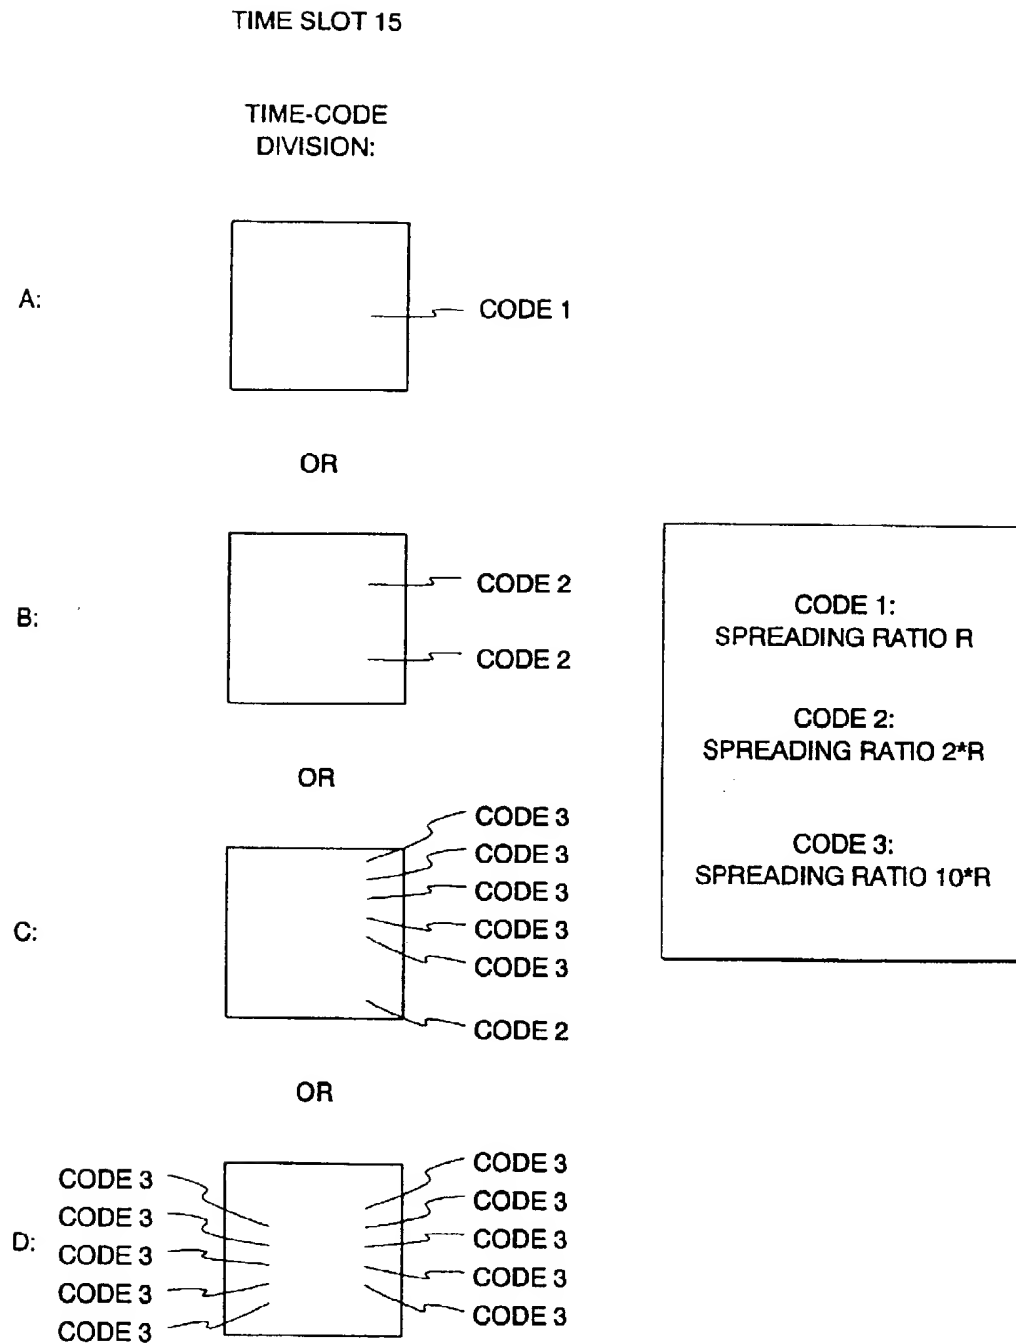 TIME SLOT 15
TIME-CODE
DIVISION:
A:
CODE 1
OR
B:
CODE 2
CODE 2
OR
C:
CODE 3
CODE 3
CODE 3
CODE 3
CODE 3
CODE 2
OR
D:
CODE 3
CODE 3
CODE 3
CODE 3
CODE 3
CODE 3
CODE 3
CODE 3
CODE 3
CODE 3
CODE 1:
SPREADING RATIO R
CODE 2:
SPREADING RATIO 2*R
CODE 3:
SPREADING RATIO 10*R